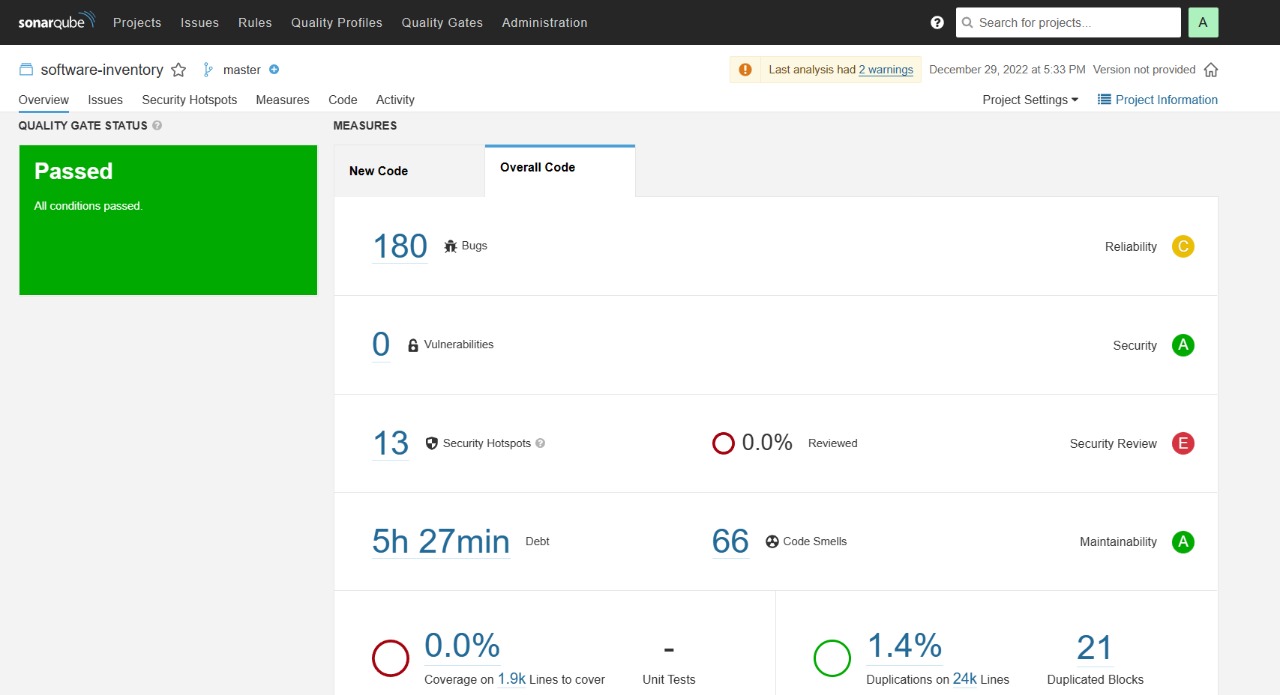 sonarqube Projects Issues Rules Quality Profiles Quality Gates Administration ? Search for projects... A
software-inventory master Last analysis had 2 warnings December 29, 2022 at 5:33 PM Version not provided
Overview Issues Security Hotspots Measures Code Activity Project Settings Project Information
QUALITY GATE STATUS ? MEASURES
Passed
All conditions passed.
New Code Overall Code
180 Bugs Reliability C
0 Vulnerabilities Security A
13 Security Hotspots ? 0.0% Reviewed Security Review E
5h 27min Debt 66 Code Smells Maintainability A
0.0% - 1.4% 21
Coverage on 1.9k Lines to cover Unit Tests Duplications on 24k Lines Duplicated Blocks